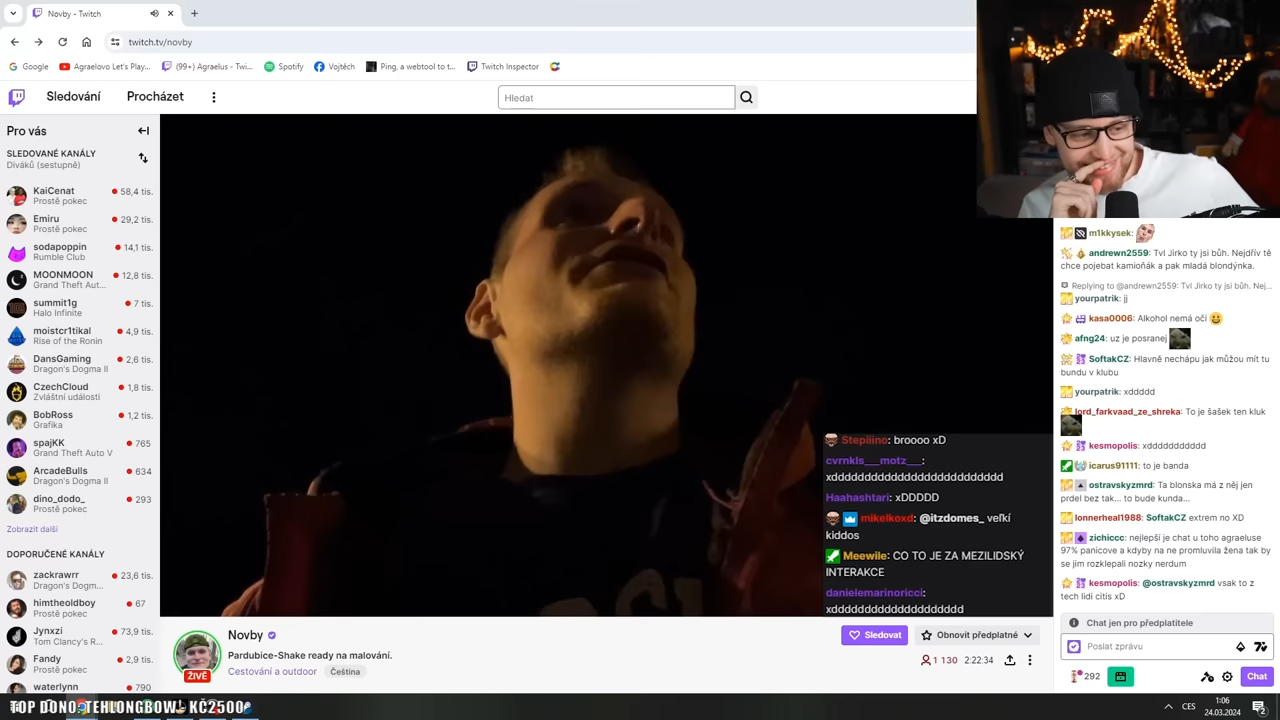 Novby - Twitch
twitch.tv/novby
Google
Agraelovo Let's Play...
(99+) Agraelus - Twi...
Spotify
Vojtěch
Ping, a webtool to t...
Twitch Inspector
Sledování
Procházet
Hledat
Pro vás
SLEDOVANÉ KANÁLY
Diváků (sestupně)
KaiCenat
58,4 tis.
Prostě pokec
Emiru
29,2 tis.
Prostě pokec
sodapoppin
14,1 tis.
Rumble Club
MOONMOON
12,8 tis.
Grand Theft Aut...
summit1g
7 tis.
Halo Infinite
moistcr1tikal
4,9 tis.
Rise of the Ronin
DansGaming
2,6 tis.
Dragon's Dogma II
CzechCloud
1,8 tis.
Zvláštní události
BobRoss
1,2 tis.
Grafika
spajKK
765
Grand Theft Auto V
ArcadeBulls
634
Dragon's Dogma II
dino_dodo_
293
Prostě pokec
Zobrazit další
DOPORUČENÉ KANÁLY
zackrawrr
23,6 tis.
Dragon's Dogm...
himtheoldboy
67
Prostě pokec
Jynxzi
73,9 tis.
Tom Clancy's R...
Fandy
2,9 tis.
Prostě pokec
waterlynn
790
Stepiiino: broooo xD
cvrnkls___motz___:
xdddddddddddddddddddddddddd
Haahashtari: xDDDDD
mikelkoxd: @itzdomes_ veľkí
kiddos
Meewile: CO TO JE ZA MEZILIDSKÝ
INTERAKCE
danielemarinoricci:
xdddddddddddddddddddd
Novby
Pardubice-Shake ready na malování.
Cestování a outdoor
Čeština
ŽIVĚ
Sledovat
Obnovit předplatné
1 130
2:22:34
m1kkysek:
andrewn2559: Tvl Jirko ty jsi bůh. Nejdřív tě
chce pojebat kamioňák a pak mladá blondýnka.
Replying to @andrewn2559: Tvl Jirko ty jsi bůh. Nej...
yourpatrik: jj
kasa0006: Alkohol nemá očí
afng24: uz je posranej
SoftakCZ: Hlavně nechápu jak můžou mít tu
bundu v klubu
yourpatrik: xddddd
lord_farkvaad_ze_shreka: To je šašek ten kluk
kesmopolis: xddddddddddd
icarus91111: to je banda
ostravskyzmrd: Ta blonska má z něj jen
prdel bez tak... to bude kunda...
lonnerheal1988: SoftakCZ extrem no XD
zichiccc: nejlepší je chat u toho agraeluse
97% panicove a kdyby na ne promluvila žena tak by
se jim rozklepali nozky nerdum
kesmopolis: @ostravskyzmrd vsak to z
tech lidi citis xD
Chat jen pro předplatitele
Poslat zprávu
292
Chat
TOP DONO: TEHLONGBOW - KČ2500
CES
1:06
24.03.2024
2